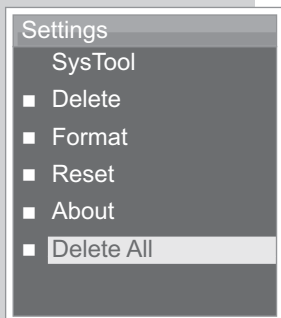 Settings
SysTool
Delete
Format
Reset
About
Delete All